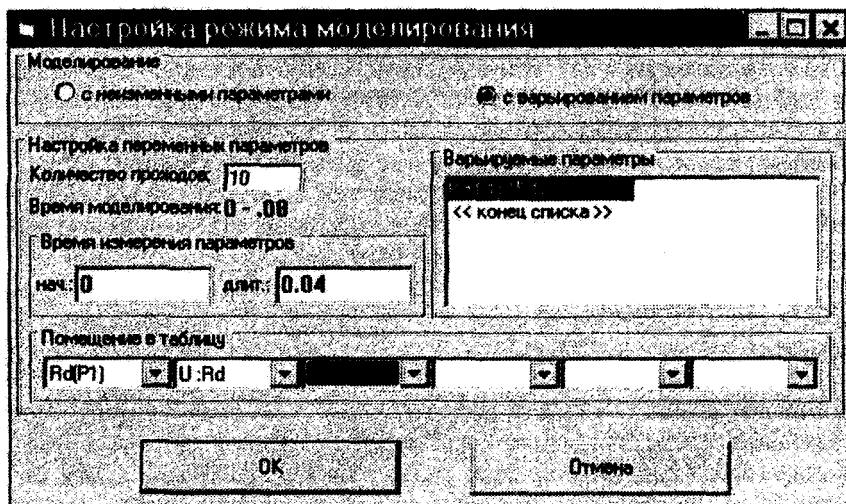 Настройка режима моделирования
Моделирование
с неизменными параметрами
с варьированием параметров
Настройка переменных параметров
Количество проходов: 10
Время моделирования: 0 - .08
Время измерения параметров
нач.: 0 длит.: 0.04
Варьируемые параметры
<< конец списка >>
Помещение в таблицу
Rd(P1) U :Rd
OK Отмена